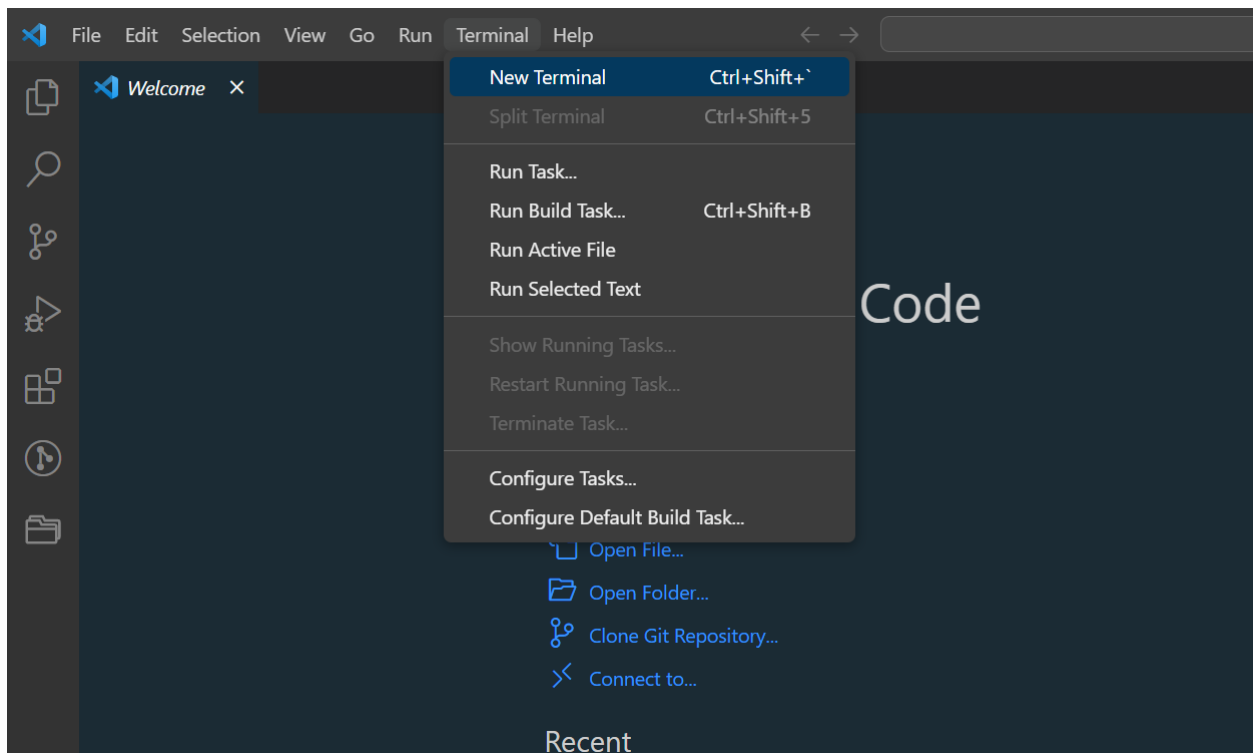 File Edit Selection View Go Run Terminal Help
Welcome
New Terminal Ctrl+Shift+`
Split Terminal Ctrl+Shift+5
Run Task...
Run Build Task... Ctrl+Shift+B
Run Active File
Run Selected Text
Code
Show Running Tasks...
Restart Running Task...
Terminate Task...
Configure Tasks...
Configure Default Build Task...
Open File...
Open Folder...
Clone Git Repository...
Connect to...
Recent